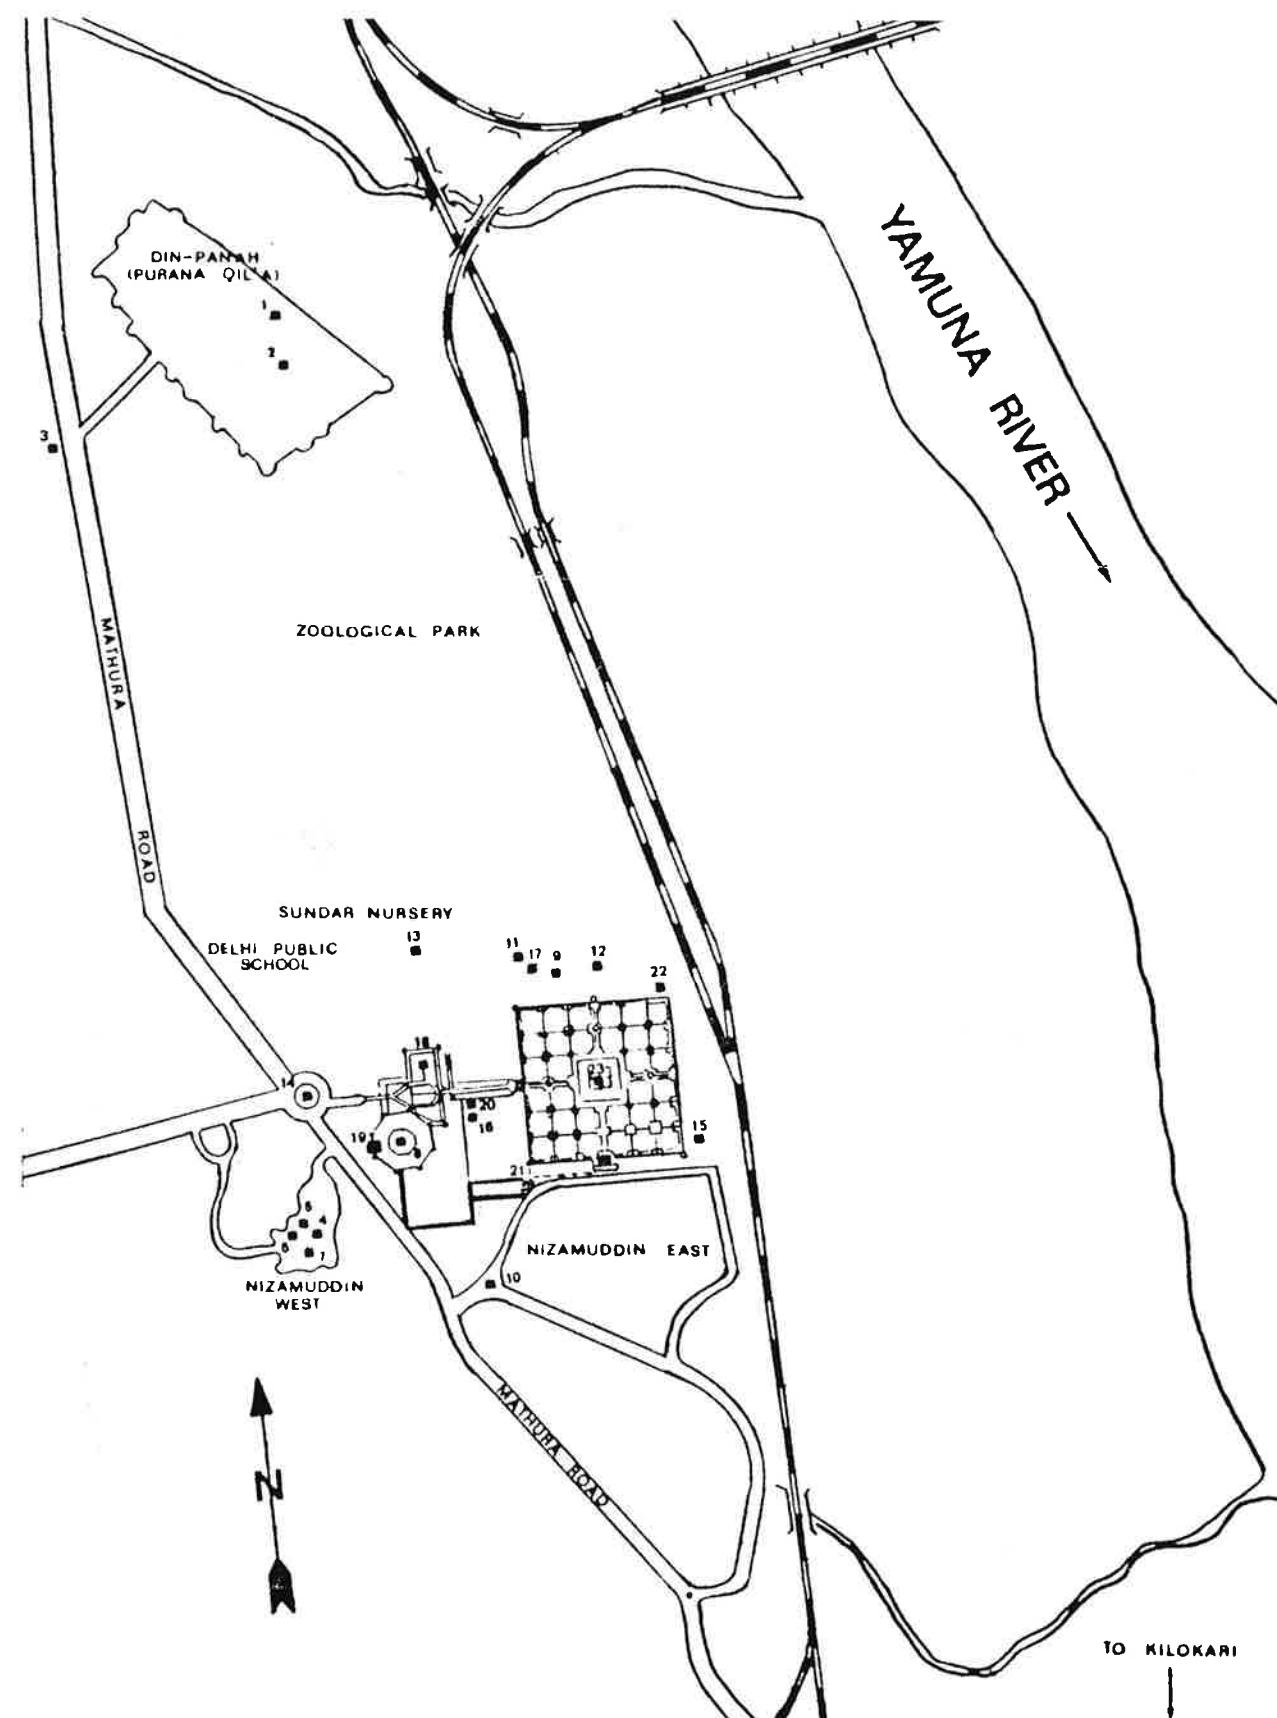 DIN-PANAH
(PURANA QIL'A)
1
2
3
YAMUNA RIVER
MATHURA
ROAD
ZOOLOGICAL PARK
SUNDAR NURSERY
13
DELHI PUBLIC
SCHOOL
11
17
9
12
22
18
14
23
20
16
19
8
15
21
5
4
6
7
NIZAMUDDIN EAST
10
NIZAMUDDIN
WEST
N
MATHURA ROAD
TO KILOKARI